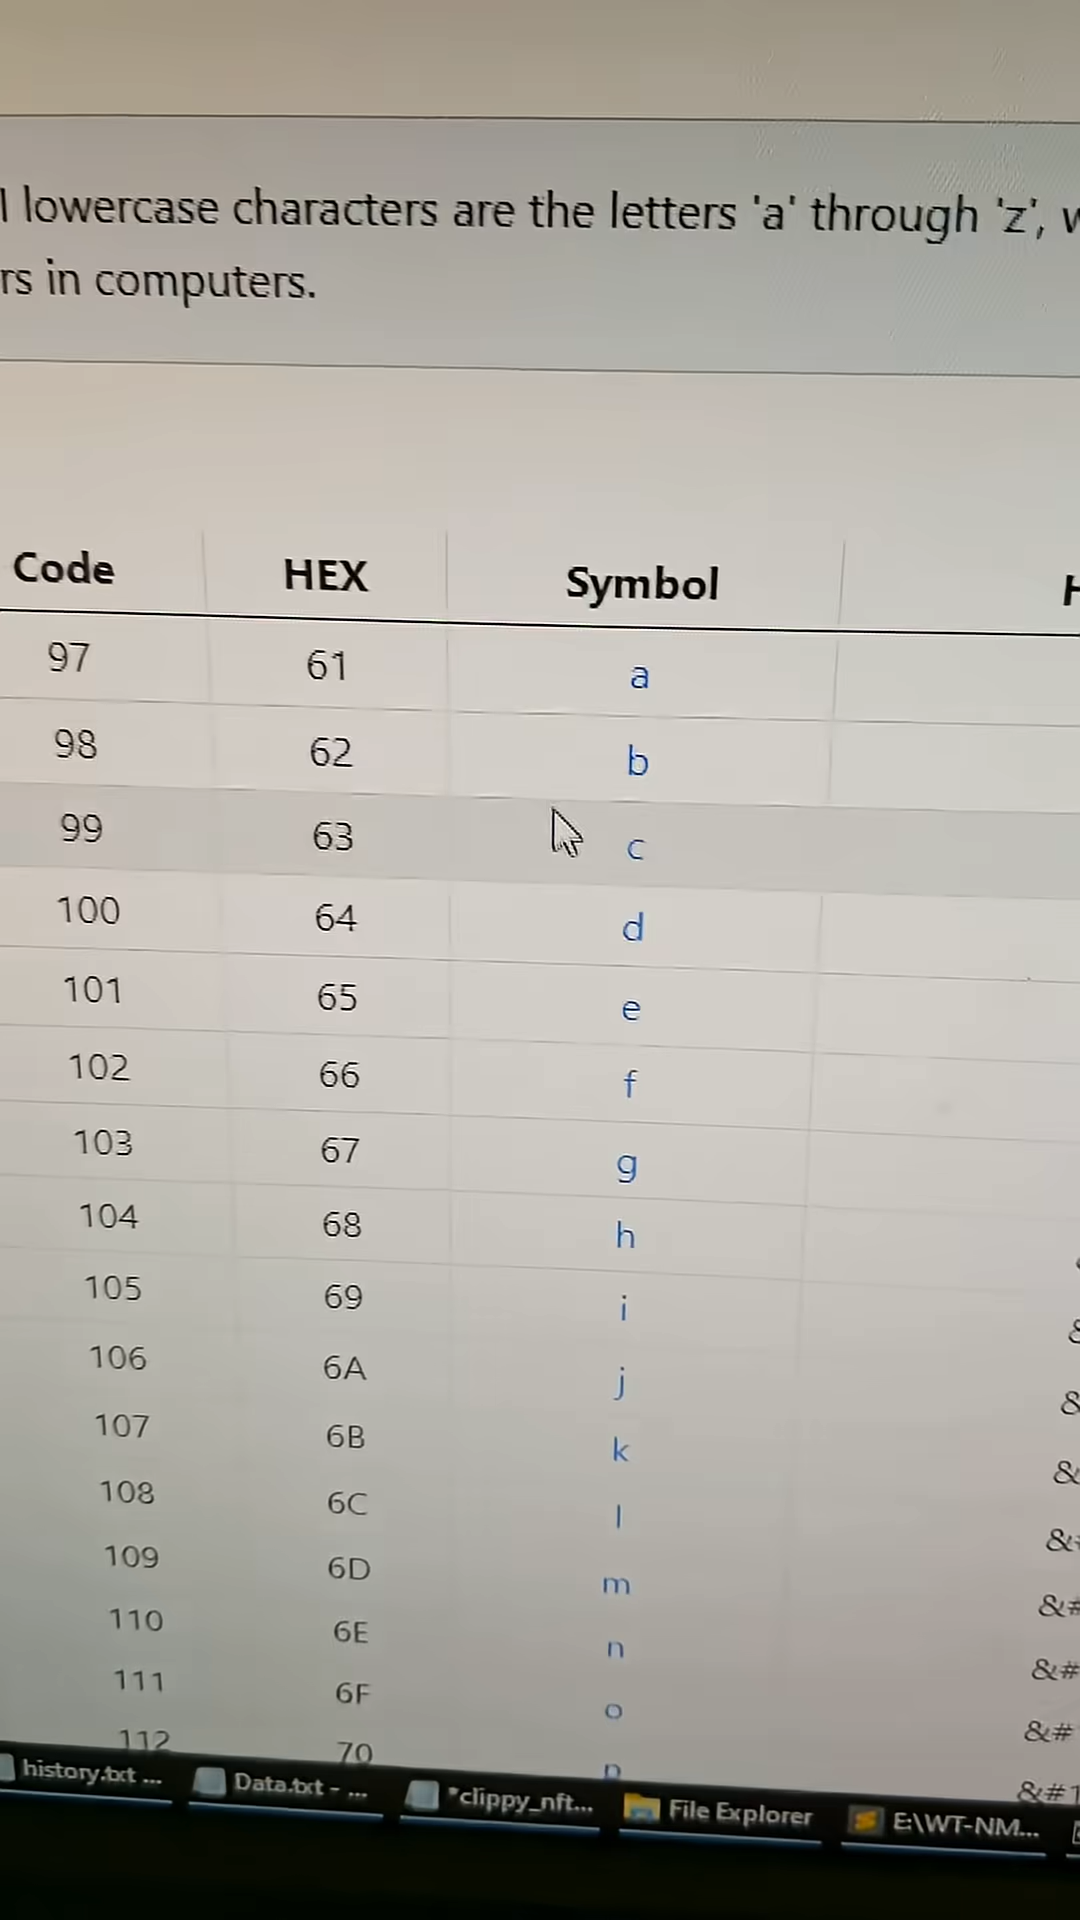 l lowercase characters are the letters 'a' through 'z', w
rs in computers.
Code HEX Symbol H
97 61 a
98 62 b
99 63 c
100 64 d
101 65 e
102 66 f
103 67 g
104 68 h
105 69 i
106 6A j
107 6B k &
108 6C l &#
109 6D m &#
110 6E n &#
111 6F o &#
112 70 p &#1
history.txt ... Data.txt - ... *clippy_nft... File Explorer E:\WT-NM...